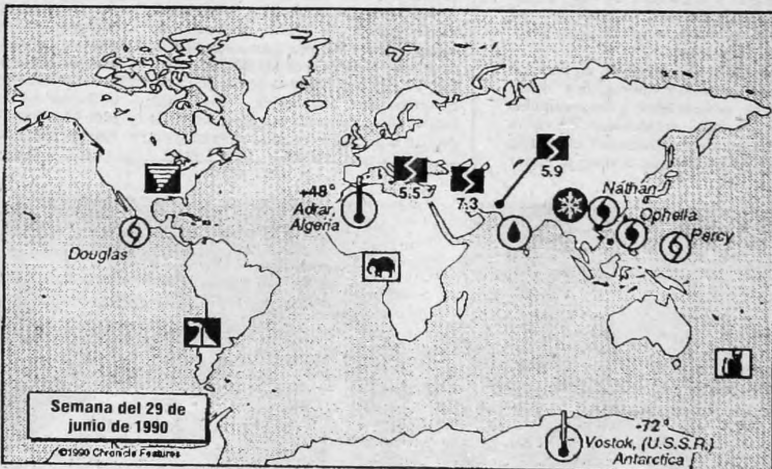 5.9
+48°
Adrar,
Algeria
5.5
7.3
Nathan
Ophelia
Percy
Douglas
Semana del 29 de
junio de 1990
©1990 Chronicle Features
-72°
Vostok, (U.S.S.R.)
Antarctica